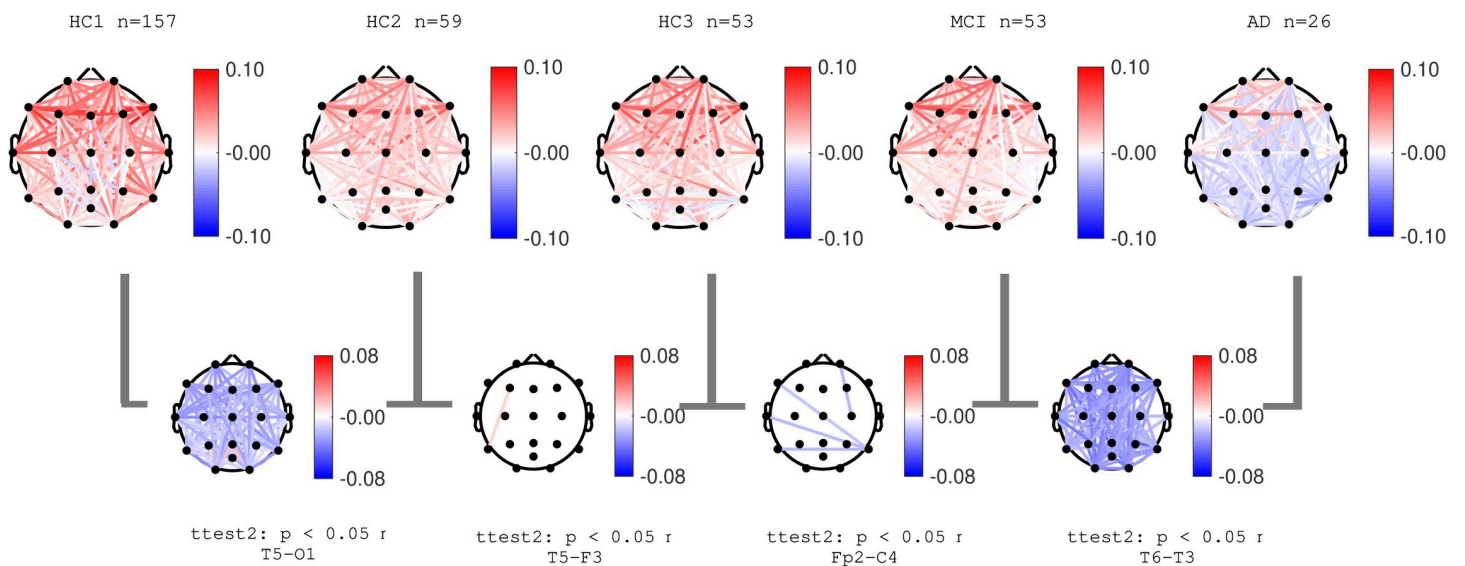 HC1 n=157
HC2 n=59
HC3 n=53
MCI n=53
AD n=26
0.10
-0.00
-0.10
0.10
-0.00
-0.10
0.10
-0.00
-0.10
0.10
-0.00
-0.10
0.10
-0.00
-0.10
0.08
-0.00
-0.08
0.08
-0.00
-0.08
0.08
-0.00
-0.08
0.08
-0.00
-0.08
ttest2: p < 0.05 r
T5-O1
ttest2: p < 0.05 r
T5-F3
ttest2: p < 0.05 r
Fp2-C4
ttest2: p < 0.05 r
T6-T3